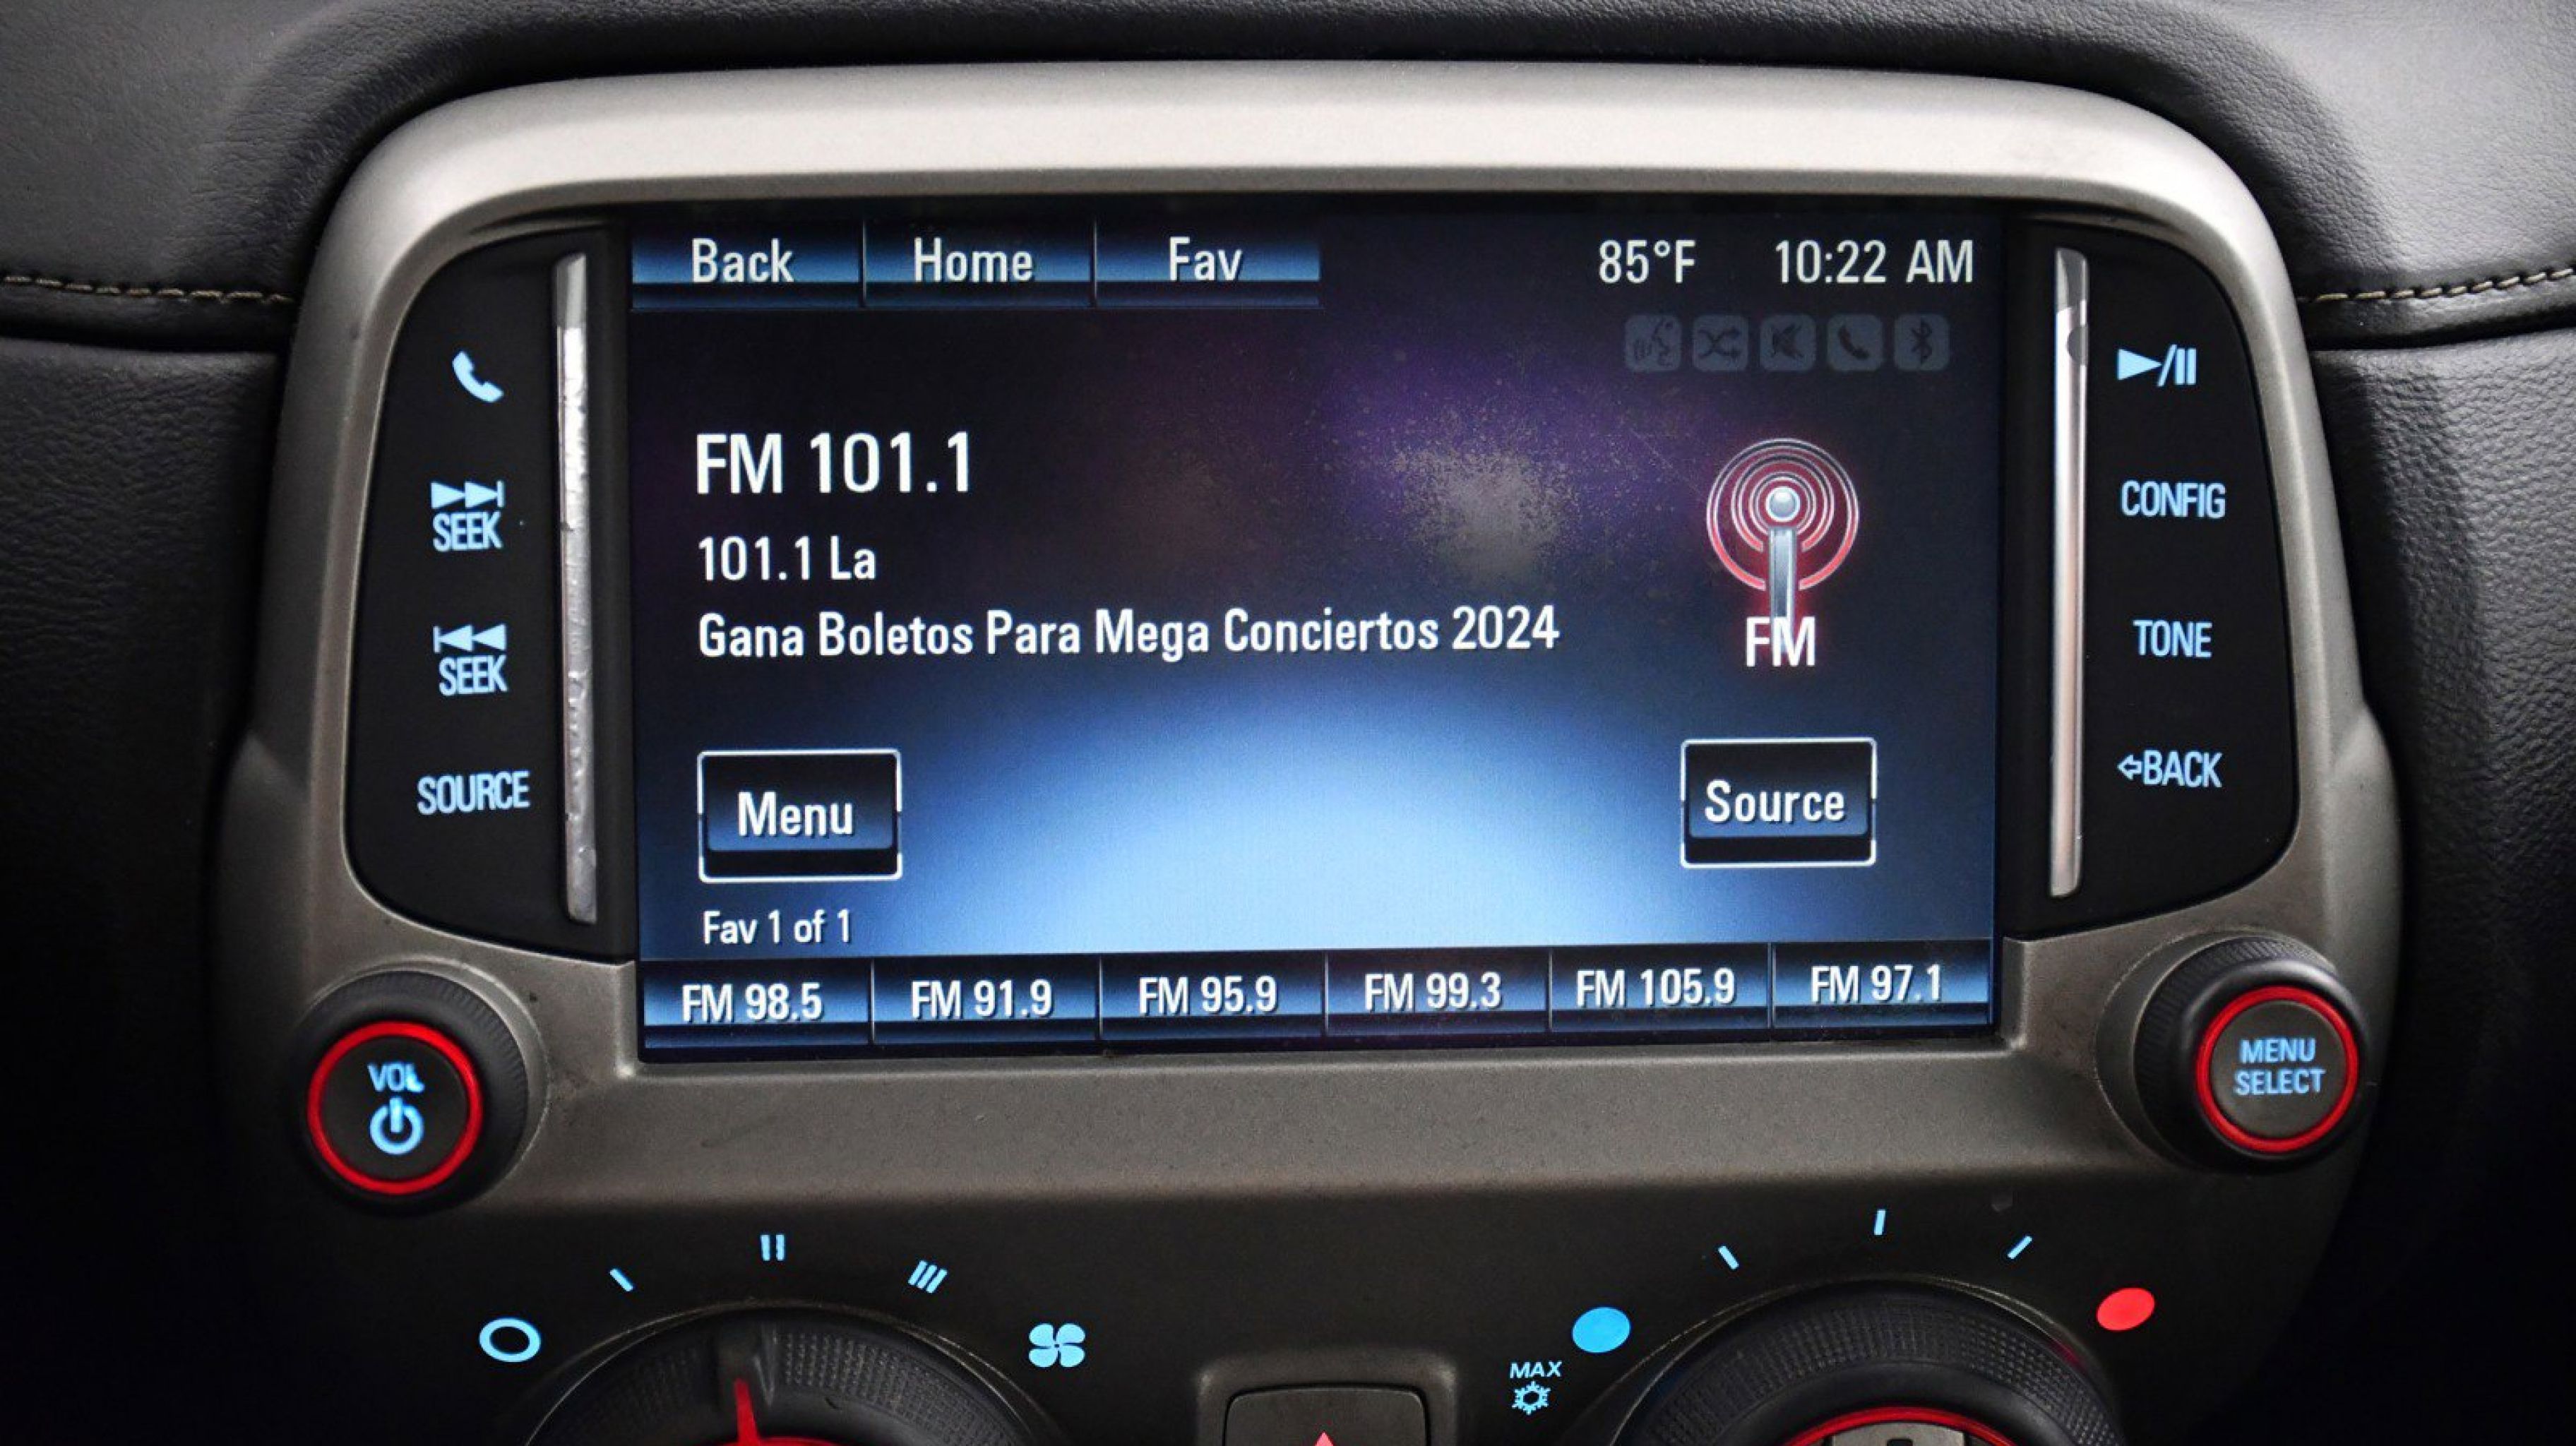 Back Home Fav 85°F 10:22 AM
FM 101.1
101.1 La
Gana Boletos Para Mega Conciertos 2024
FM
Menu
Source
Fav 1 of 1
FM 98.5 FM 91.9 FM 95.9 FM 99.3 FM 105.9 FM 97.1
SEEK
SEEK
SOURCE
CONFIG
TONE
BACK
VOL
MENU
SELECT
MAX